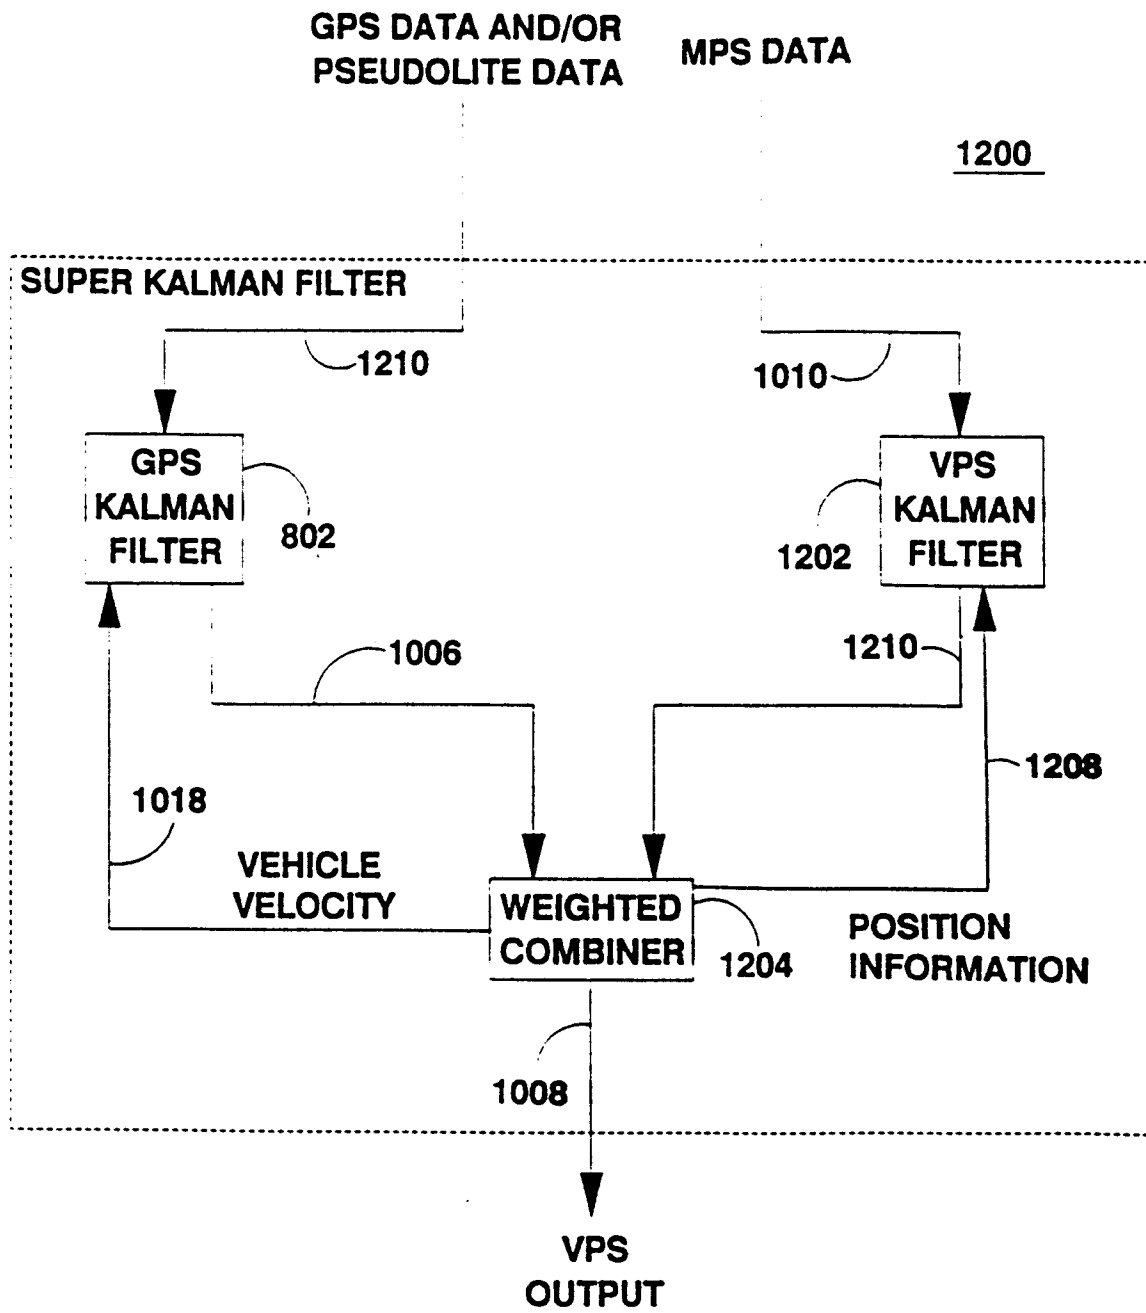 GPS DATA AND/OR
PSEUDOLITE DATA
MPS DATA
1200
SUPER KALMAN FILTER
1210
1010
GPS
KALMAN
FILTER
802
VPS
KALMAN
FILTER
1202
1006
1210
1208
1018
VEHICLE
VELOCITY
WEIGHTED
COMBINER
1204
POSITION
INFORMATION
1008
VPS
OUTPUT